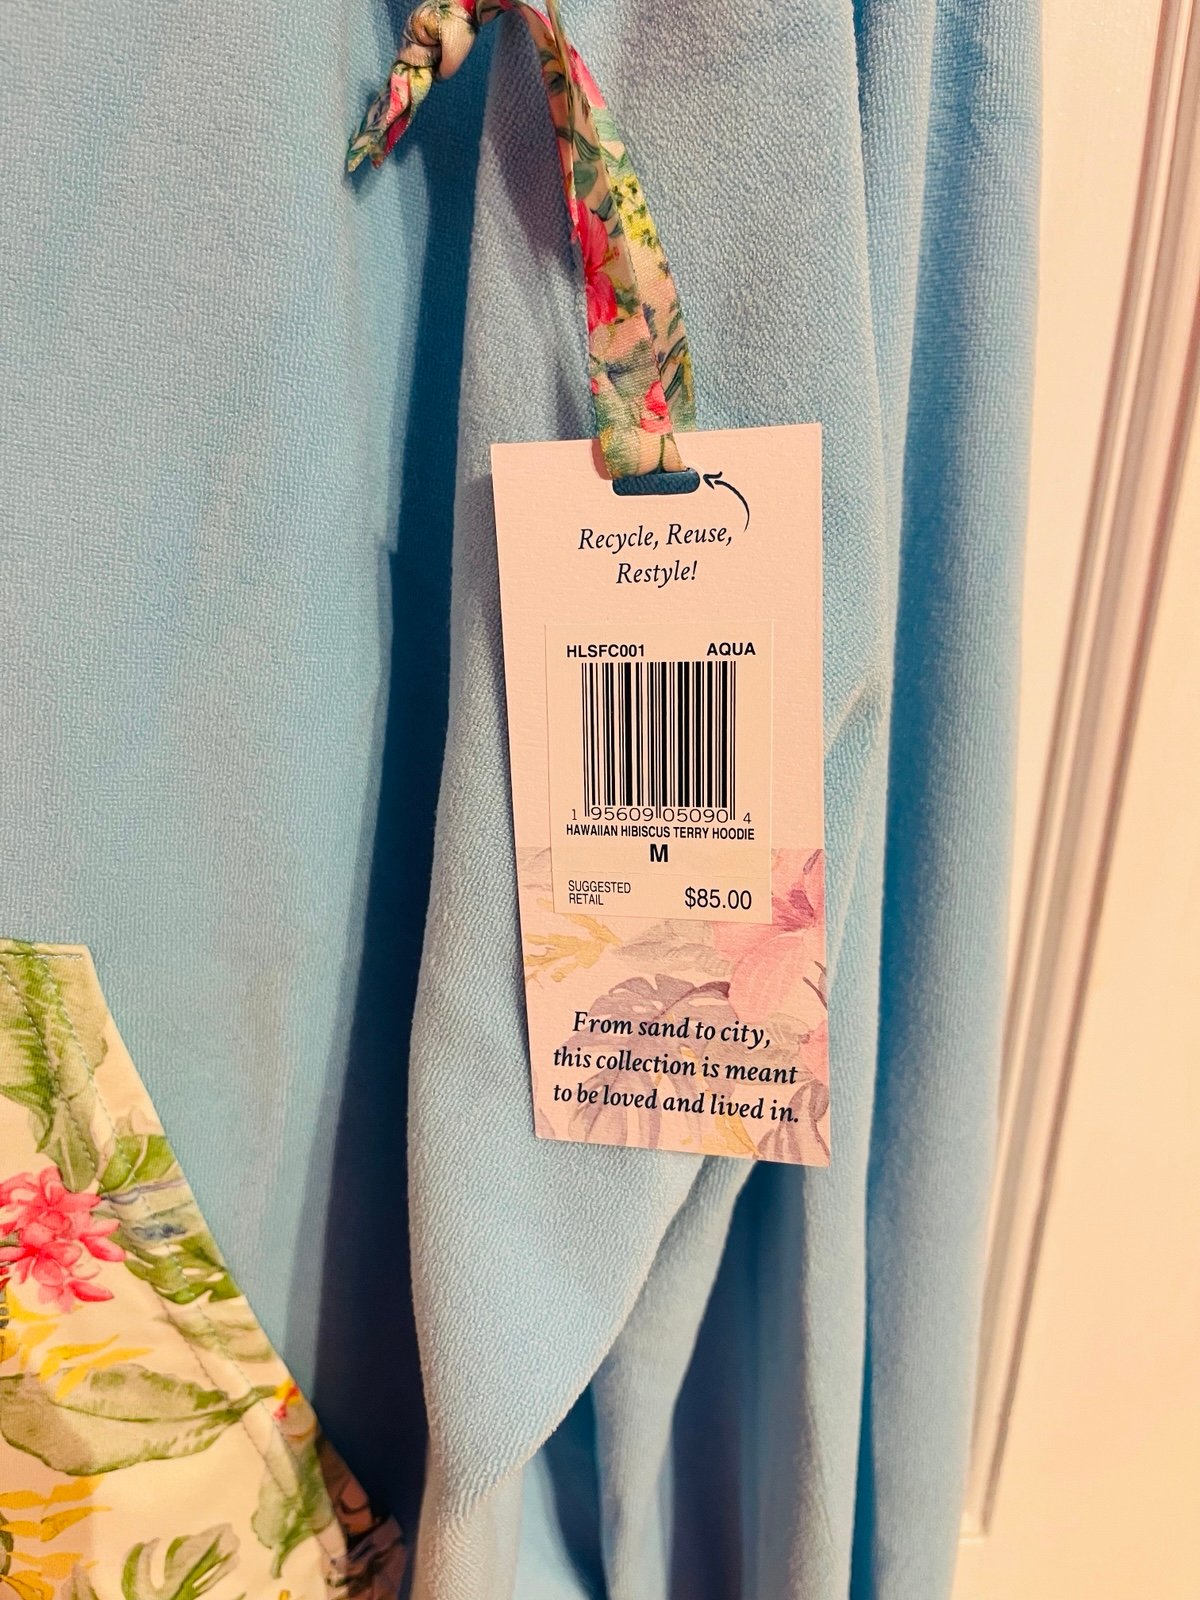 Recycle, Reuse,
Restyle!
HLSFC001 AQUA
1 95609 05090 4
HAWAIIAN HIBISCUS TERRY HOODIE
M
SUGGESTED
RETAIL $85.00
From sand to city,
this collection is meant
to be loved and lived in.